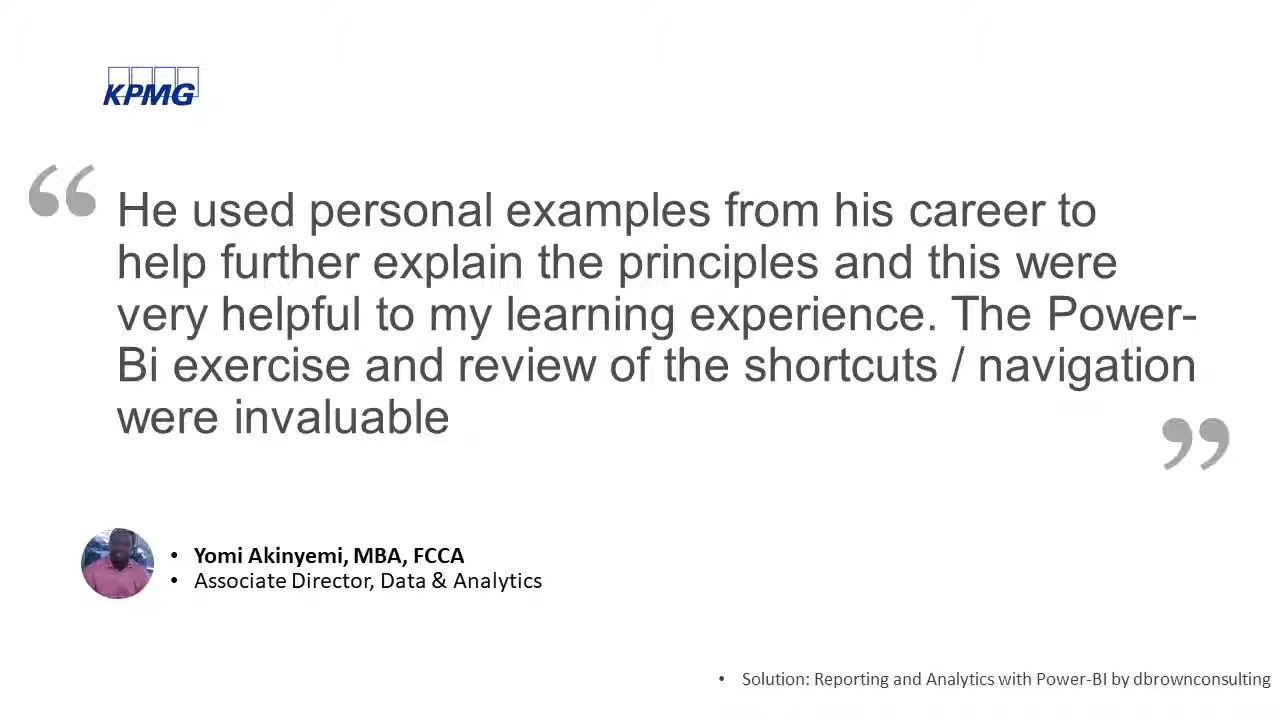 KPMG
“
He used personal examples from his career to
help further explain the principles and this were
very helpful to my learning experience. The Power-
Bi exercise and review of the shortcuts / navigation
were invaluable
”
• Yomi Akinyemi, MBA, FCCA
• Associate Director, Data & Analytics
• Solution: Reporting and Analytics with Power-BI by dbrownconsulting